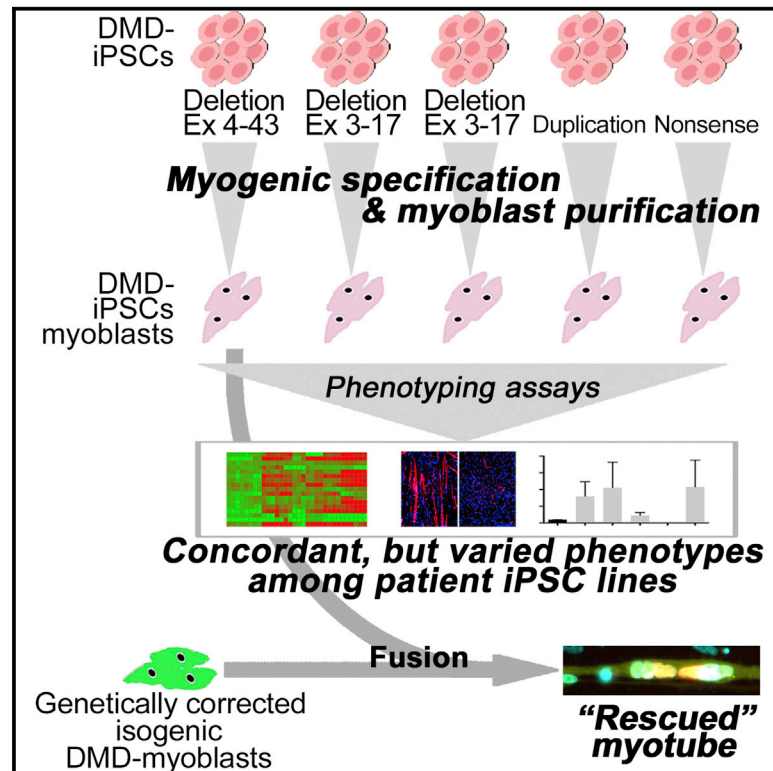 DMD-
iPSCs
Deletion
Ex 4-43
Deletion
Ex 3-17
Deletion
Ex 3-17
Duplication
Nonsense
Myogenic specification
& myoblast purification
DMD-
iPSCs
myoblasts
Phenotyping assays
Concordant, but varied phenotypes
among patient iPSC lines
Fusion
Genetically corrected
isogenic
DMD-myoblasts
"Rescued"
myotube